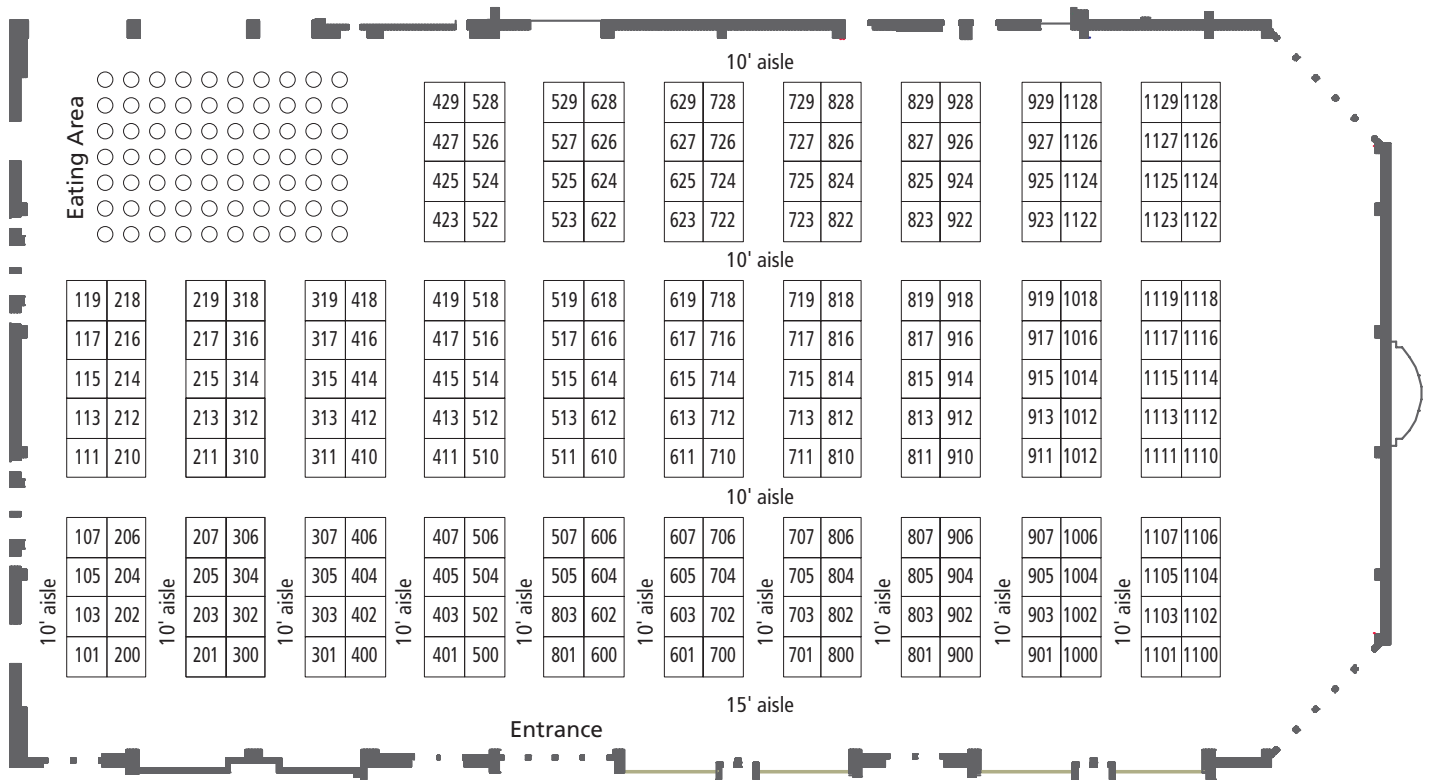 10' aisle
Eating Area
429 528 529 628 629 728 729 828 829 928 929 1128 1129 1128
427 526 527 626 627 726 727 826 827 926 927 1126 1127 1126
425 524 525 624 625 724 725 824 825 924 925 1124 1125 1124
423 522 523 622 623 722 723 822 823 922 923 1122 1123 1122
10' aisle
119 218 219 318 319 418 419 518 519 618 619 718 719 818 819 918 919 1018 1119 1118
117 216 217 316 317 416 417 516 517 616 617 716 717 816 817 916 917 1016 1117 1116
115 214 215 314 315 414 415 514 515 614 615 714 715 814 815 914 915 1014 1115 1114
113 212 213 312 313 412 413 512 513 612 613 712 713 812 813 912 913 1012 1113 1112
111 210 211 310 311 410 411 510 511 610 611 710 711 810 811 910 911 1012 1111 1110
10' aisle
107 206 207 306 307 406 407 506 507 606 607 706 707 806 807 906 907 1006 1107 1106
105 204 205 304 305 404 405 504 505 604 605 704 705 804 805 904 905 1004 1105 1104
103 202 203 302 303 402 403 502 803 602 603 702 703 802 803 902 903 1002 1103 1102
101 200 201 300 301 400 401 500 801 600 601 700 701 800 801 900 901 1000 1101 1100
10' aisle
10' aisle
10' aisle
10' aisle
10' aisle
10' aisle
10' aisle
10' aisle
10' aisle
10' aisle
15' aisle
Entrance